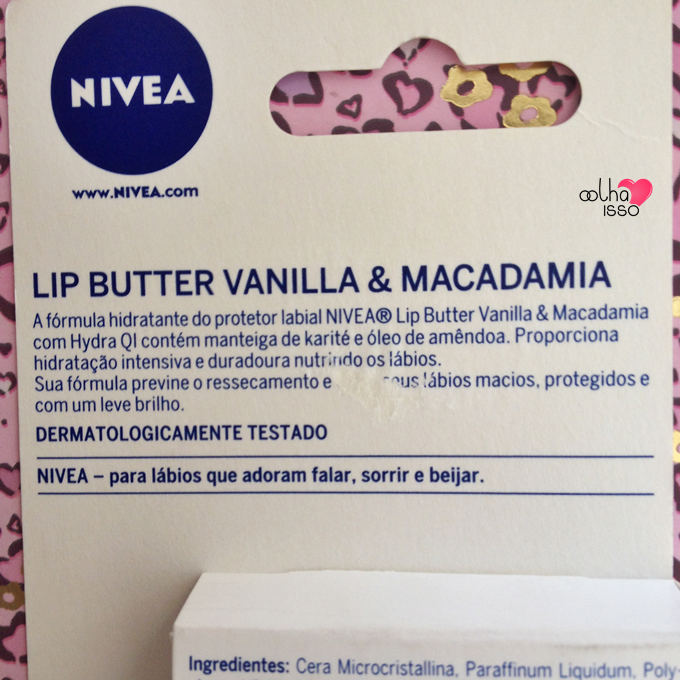 NIVEA
www.NIVEA.com
oolha
isso
LIP BUTTER VANILLA & MACADAMIA
A fórmula hidratante do protetor labial NIVEA® Lip Butter Vanilla & Macadamia
com Hydra QI contém manteiga de karité e óleo de amêndoa. Proporciona
hidratação intensiva e duradoura nutrindo os lábios.
Sua fórmula previne o ressecamento e seus lábios macios, protegidos e
com um leve brilho.
DERMATOLOGICAMENTE TESTADO
NIVEA – para lábios que adoram falar, sorrir e beijar.
Ingredientes: Cera Microcristallina, Paraffinum Liquidum, Poly-